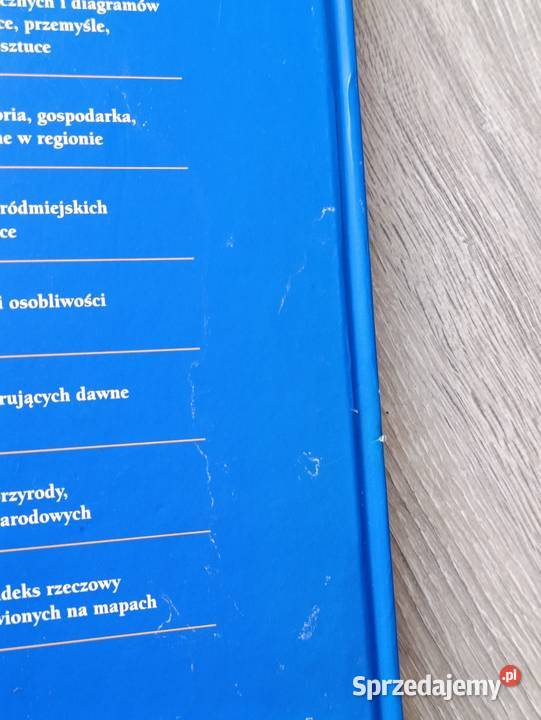 cznych i diagramów
ce, przemyśle,
sztuce
oria, gospodarka,
ne w regionie
ródmiejskich
ce
i osobliwości
rujących dawne
rzyrody,
arodowych
deks rzeczowy
wionych na mapach
Sprzedajemy.pl